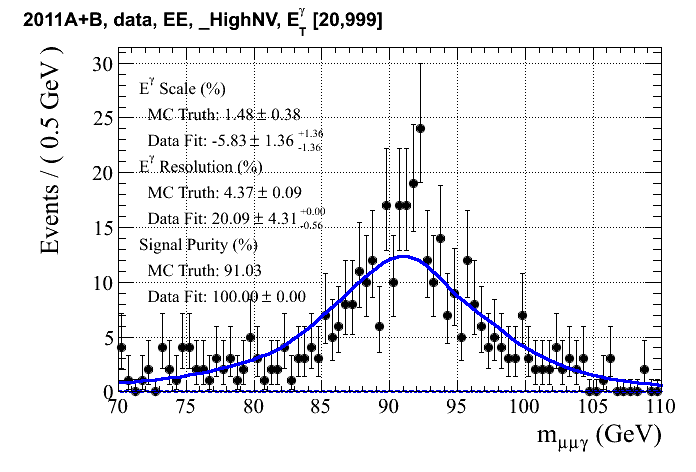 2011A+B, data, EE, _HighNV, E_T^γ [20,999]
Events / ( 0.5 GeV )
30
25
20
15
10
5
0
E^γ Scale (%)
MC Truth: 1.48 ± 0.38
Data Fit: -5.83 ± 1.36 +1.36 -1.36
E^γ Resolution (%)
MC Truth: 4.37 ± 0.09
Data Fit: 20.09 ± 4.31 +0.00 -0.56
Signal Purity (%)
MC Truth: 91.03
Data Fit: 100.00 ± 0.00
70 75 80 85 90 95 100 105 110
m_μμγ (GeV)